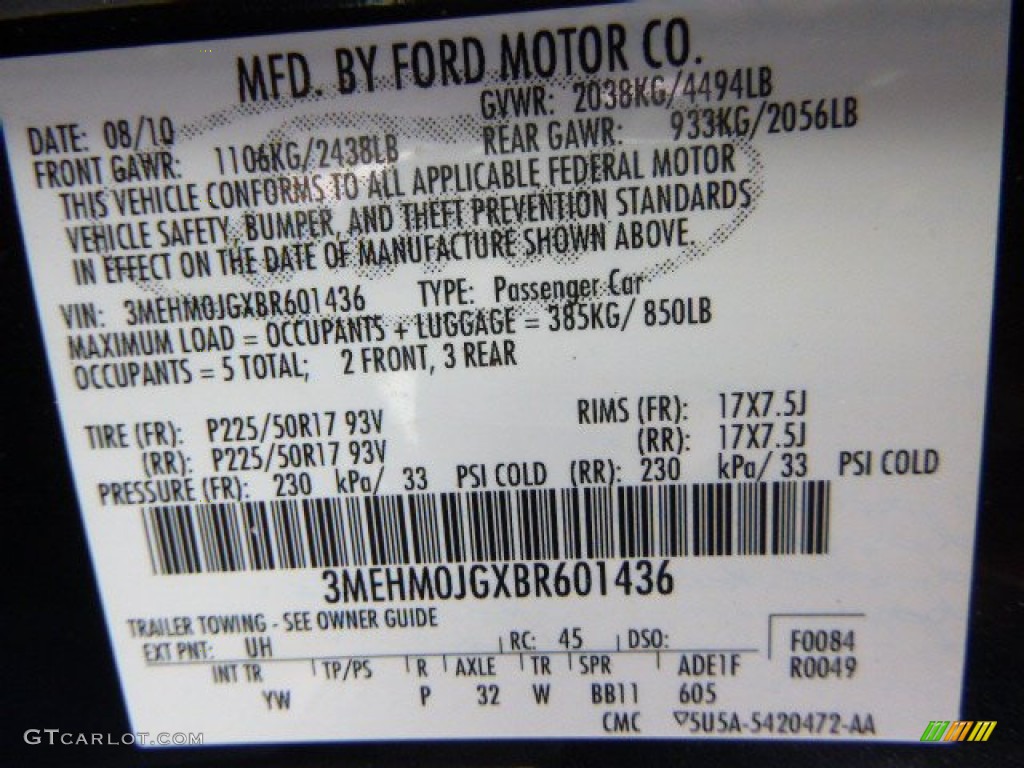 MFD. BY FORD MOTOR CO.
DATE: 08/10 GVWR: 2038KG/4494LB
FRONT GAWR: 1106KG/2438LB REAR GAWR: 933KG/2056LB
THIS VEHICLE CONFORMS TO ALL APPLICABLE FEDERAL MOTOR
VEHICLE SAFETY, BUMPER, AND THEFT PREVENTION STANDARDS
IN EFFECT ON THE DATE OF MANUFACTURE SHOWN ABOVE.
VIN: 3MEHM0JGXBR601436 TYPE: Passenger Car
MAXIMUM LOAD = OCCUPANTS + LUGGAGE = 385KG/ 850LB
OCCUPANTS = 5 TOTAL; 2 FRONT, 3 REAR
TIRE (FR): P225/50R17 93V RIMS (FR): 17X7.5J
(RR): P225/50R17 93V (RR): 17X7.5J
PRESSURE (FR): 230 kPa/ 33 PSI COLD (RR): 230 kPa/ 33 PSI COLD
3MEHM0JGXBR601436
TRAILER TOWING - SEE OWNER GUIDE
EXT PNT: UH RC: 45 DSO: F0084
INT TR TP/PS R AXLE TR SPR ADE1F R0049
YW P 32 W BB11 605
CMC ▽5U5A-5420472-AA
GTCARLOT.COM